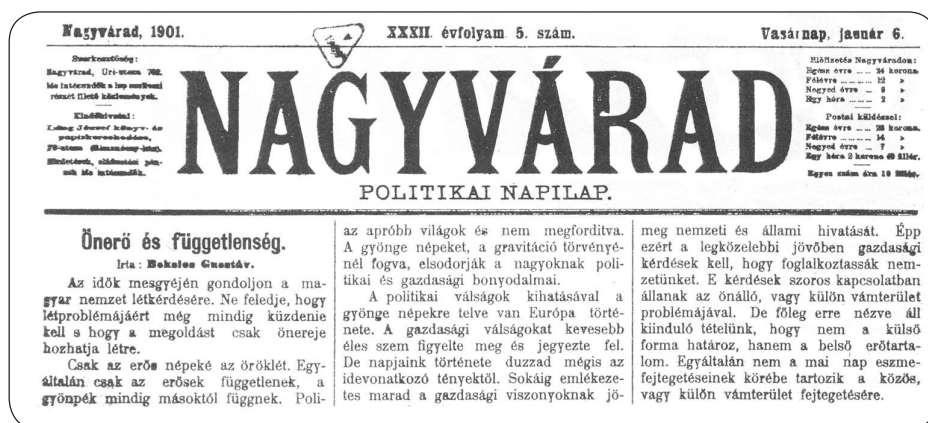 Nagyvárad, 1901.
XXXII. évfolyam 5. szám.
Vasárnap, január 6.
Szerkesztőség:
Nagyvárad, Úri-utcza
Kiadóhivatal:
Láng József könyv- és
papirkereskedése,
NAGYVÁRAD
POLITIKAI NAPILAP.
Előfizetés Nagyváradon:
Egész évre 24 korona
Félévre 12 »
Negyed évre 6 »
Egy hóra 2 »
Postai küldéssel:
Egész évre 28 korona.
Félévre 14 »
Negyed évre 7 »
Egy hóra 2 korona
Egyes szám ára 10 fillér.
Önerő és függetlenség.
Irta: Beksics Gusztáv.
Az idők mesgyéjén gondoljon a ma-
gyar nemzet létkérdésére. Ne feledje, hogy
létproblémájáért még mindig küzdenie
kell s hogy a megoldást csak önereje
hozhatja létre.
Csak az erős népeké az öröklét. Egy-
általán csak az erősek függetlenek, a
gyönpék mindig másoktól függnek. Poli-
az apróbb világok és nem megforditva.
A gyönge népeket, a gravitáció törvényé-
nél fogva, elsodorják a nagyoknak poli-
tikai és gazdasági bonyodalmai.
A politikai válságok kihatásával a
gyönge népekre telve van Európa törté-
nete. A gazdasági válságokat kevesebb
éles szem figyelte meg és jegyezte fel.
De napjaink története duzzad mégis az
idevonatkozó tényektől. Sokáig emlékeze-
tes marad a gazdasági viszonyoknak jö-
meg nemzeti és állami hivatását. Épp
ezért a legközelebbi jövőben gazdasági
kérdések kell, hogy foglalkoztassák nem-
zetünket. E kérdések szoros kapcsolatban
állanak az önálló, vagy külön vámterület
problémájával. De főleg erre nézve áll
kiinduló tételünk, hogy nem a külső
forma határoz, hanem a belső erőtarta-
lom. Egyáltalán nem a mai nap eszme-
fejtegetéseinek körébe tartozik a közös,
vagy külön vámterület fejtegetésére.